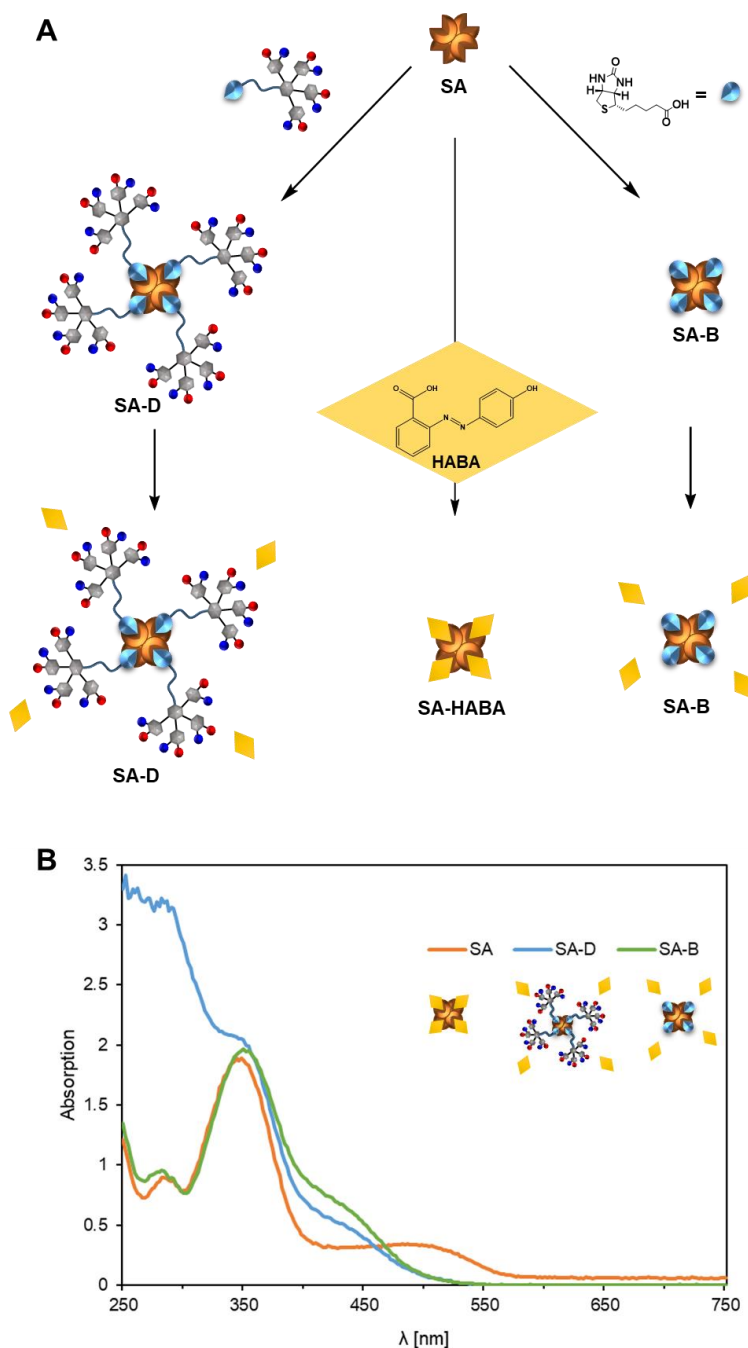 A
SA
O
HN
NH
H
H
S
OH
O
=
SA-D
SA-B
O
OH
OH
N
N
HABA
SA-HABA
SA-B
SA-D
B
3.5
3
2.5
2
1.5
1
0.5
0
Absorption
SA
SA-D
SA-B
250
350
450
550
650
750
λ [nm]